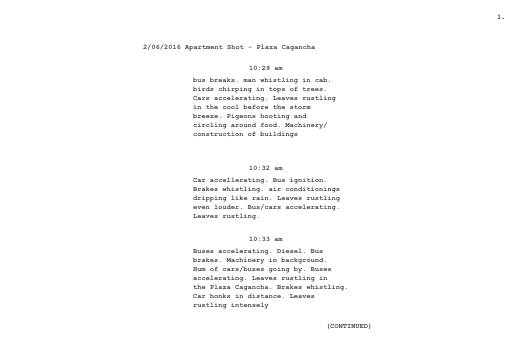 1.
2/06/2016 Apartment Shot - Plaza Cagancha
10:29 am
bus breaks. man whistling in cab.
birds chirping in tops of trees.
Cars accelerating. Leaves rustling
in the cool before the storm
breeze. Pigeons hooting and
circling around food. Machinery/
construction of buildings
10:32 am
Car accellerating. Bus ignition.
Brakes whistling. air conditionings
dripping like rain. Leaves rustling
even louder. Bus/cars accelerating.
Leaves rustling.
10:33 am
Buses accelerating. Diesel. Bus
brakes. Machinery in background.
Hum of cars/buses going by. Buses
accelerating. Leaves rustling in
the Plaza Cagancha. Brakes whistling.
Car honks in distance. Leaves
rustling intensely
(CONTINUED)